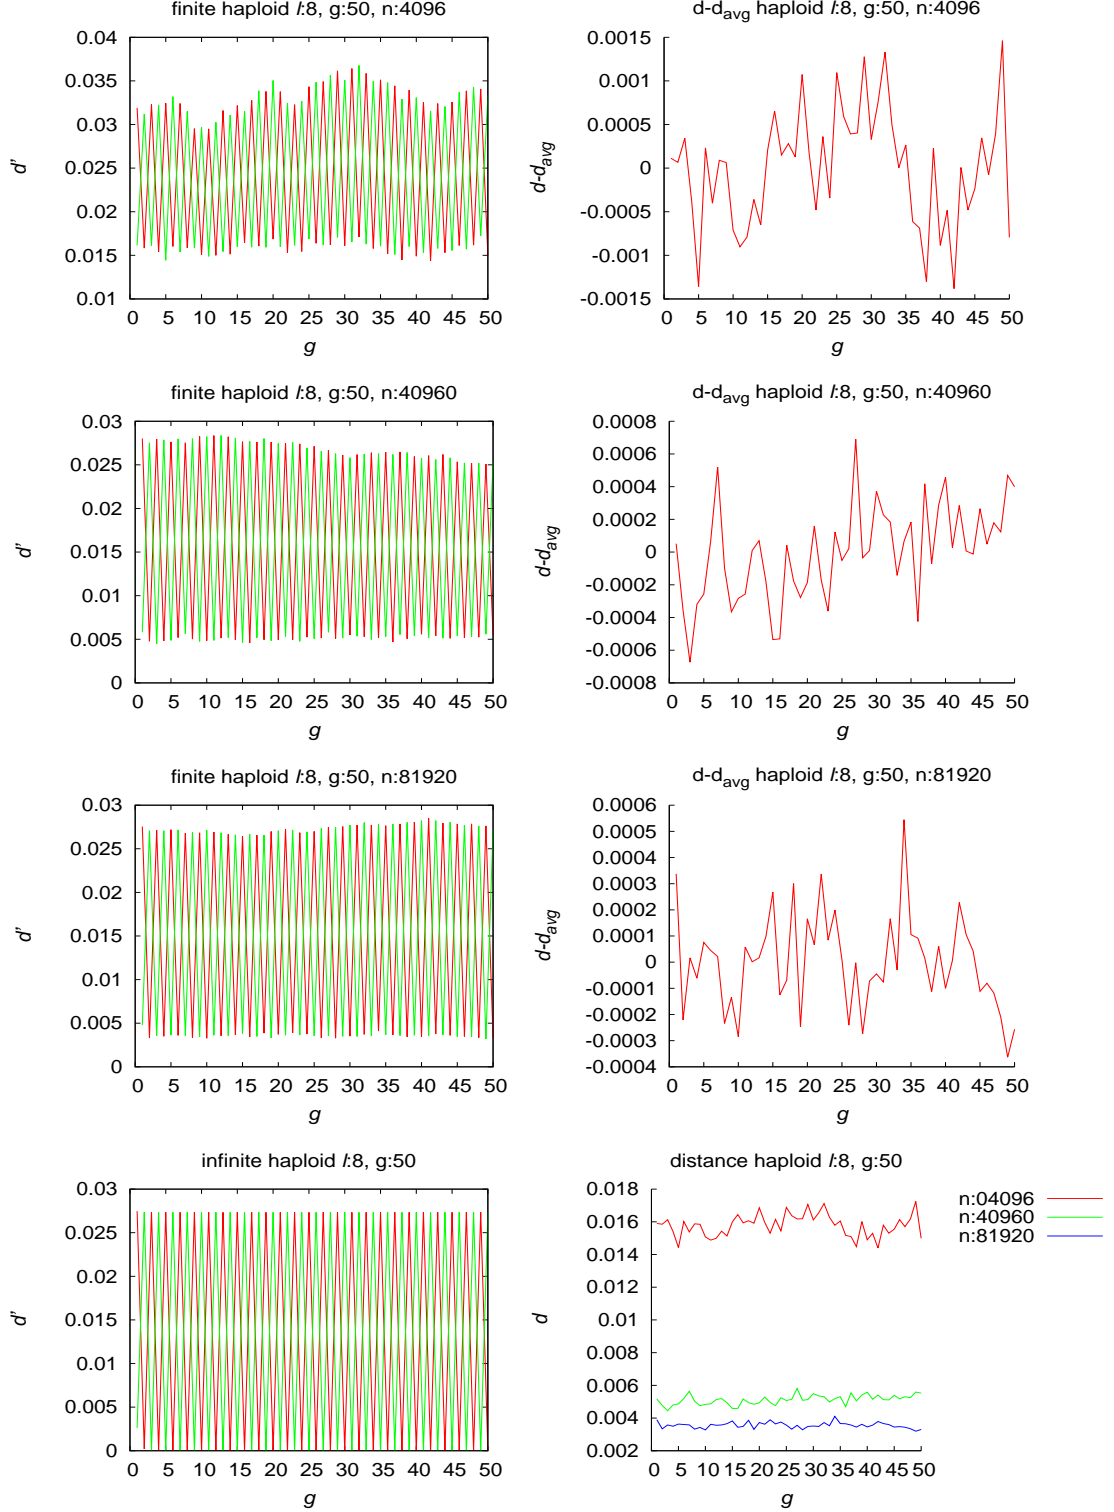 finite haploid l:8, g:50, n:4096
0.04
0.035
0.03
0.025
0.02
0.015
0.01
d'
0 5 10 15 20 25 30 35 40 45 50
g
d-davg haploid l:8, g:50, n:4096
0.0015
0.001
0.0005
0
-0.0005
-0.001
-0.0015
d-davg
0 5 10 15 20 25 30 35 40 45 50
g
finite haploid l:8, g:50, n:40960
0.03
0.025
0.02
0.015
0.01
0.005
0
d'
0 5 10 15 20 25 30 35 40 45 50
g
d-davg haploid l:8, g:50, n:40960
0.0008
0.0006
0.0004
0.0002
0
-0.0002
-0.0004
-0.0006
-0.0008
d-davg
0 5 10 15 20 25 30 35 40 45 50
g
finite haploid l:8, g:50, n:81920
0.03
0.025
0.02
0.015
0.01
0.005
0
d'
0 5 10 15 20 25 30 35 40 45 50
g
d-davg haploid l:8, g:50, n:81920
0.0006
0.0005
0.0004
0.0003
0.0002
0.0001
0
-0.0001
-0.0002
-0.0003
-0.0004
d-davg
0 5 10 15 20 25 30 35 40 45 50
g
infinite haploid l:8, g:50
0.03
0.025
0.02
0.015
0.01
0.005
0
d'
0 5 10 15 20 25 30 35 40 45 50
g
distance haploid l:8, g:50
0.018
0.016
0.014
0.012
0.01
0.008
0.006
0.004
0.002
d
0 5 10 15 20 25 30 35 40 45 50
g
n:04096
n:40960
n:81920